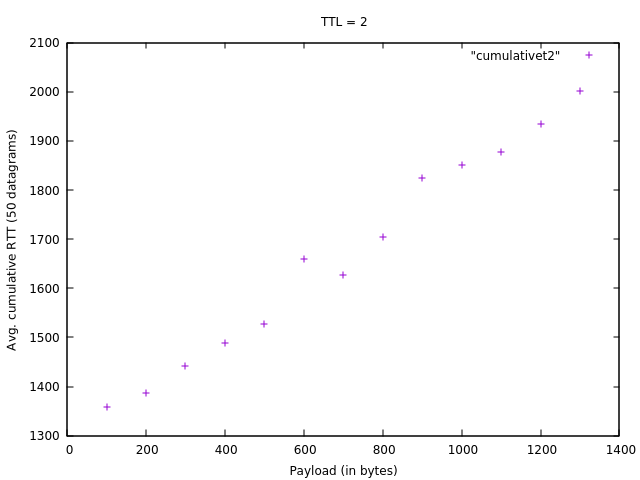 TTL = 2
"cumulativet2"
2100
2000
1900
1800
1700
1600
1500
1400
1300
Avg. cumulative RTT (50 datagrams)
0 200 400 600 800 1000 1200 1400
Payload (in bytes)